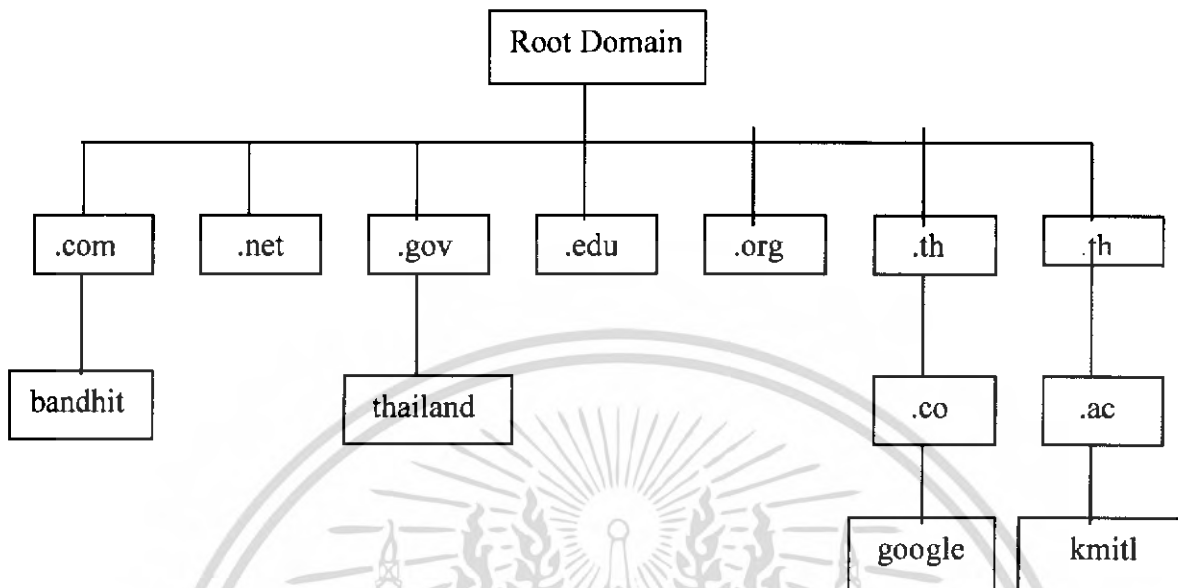 Root Domain
.com
.net
.gov
.edu
.org
.th
.th
bandhit
thailand
.co
.ac
google
kmitl